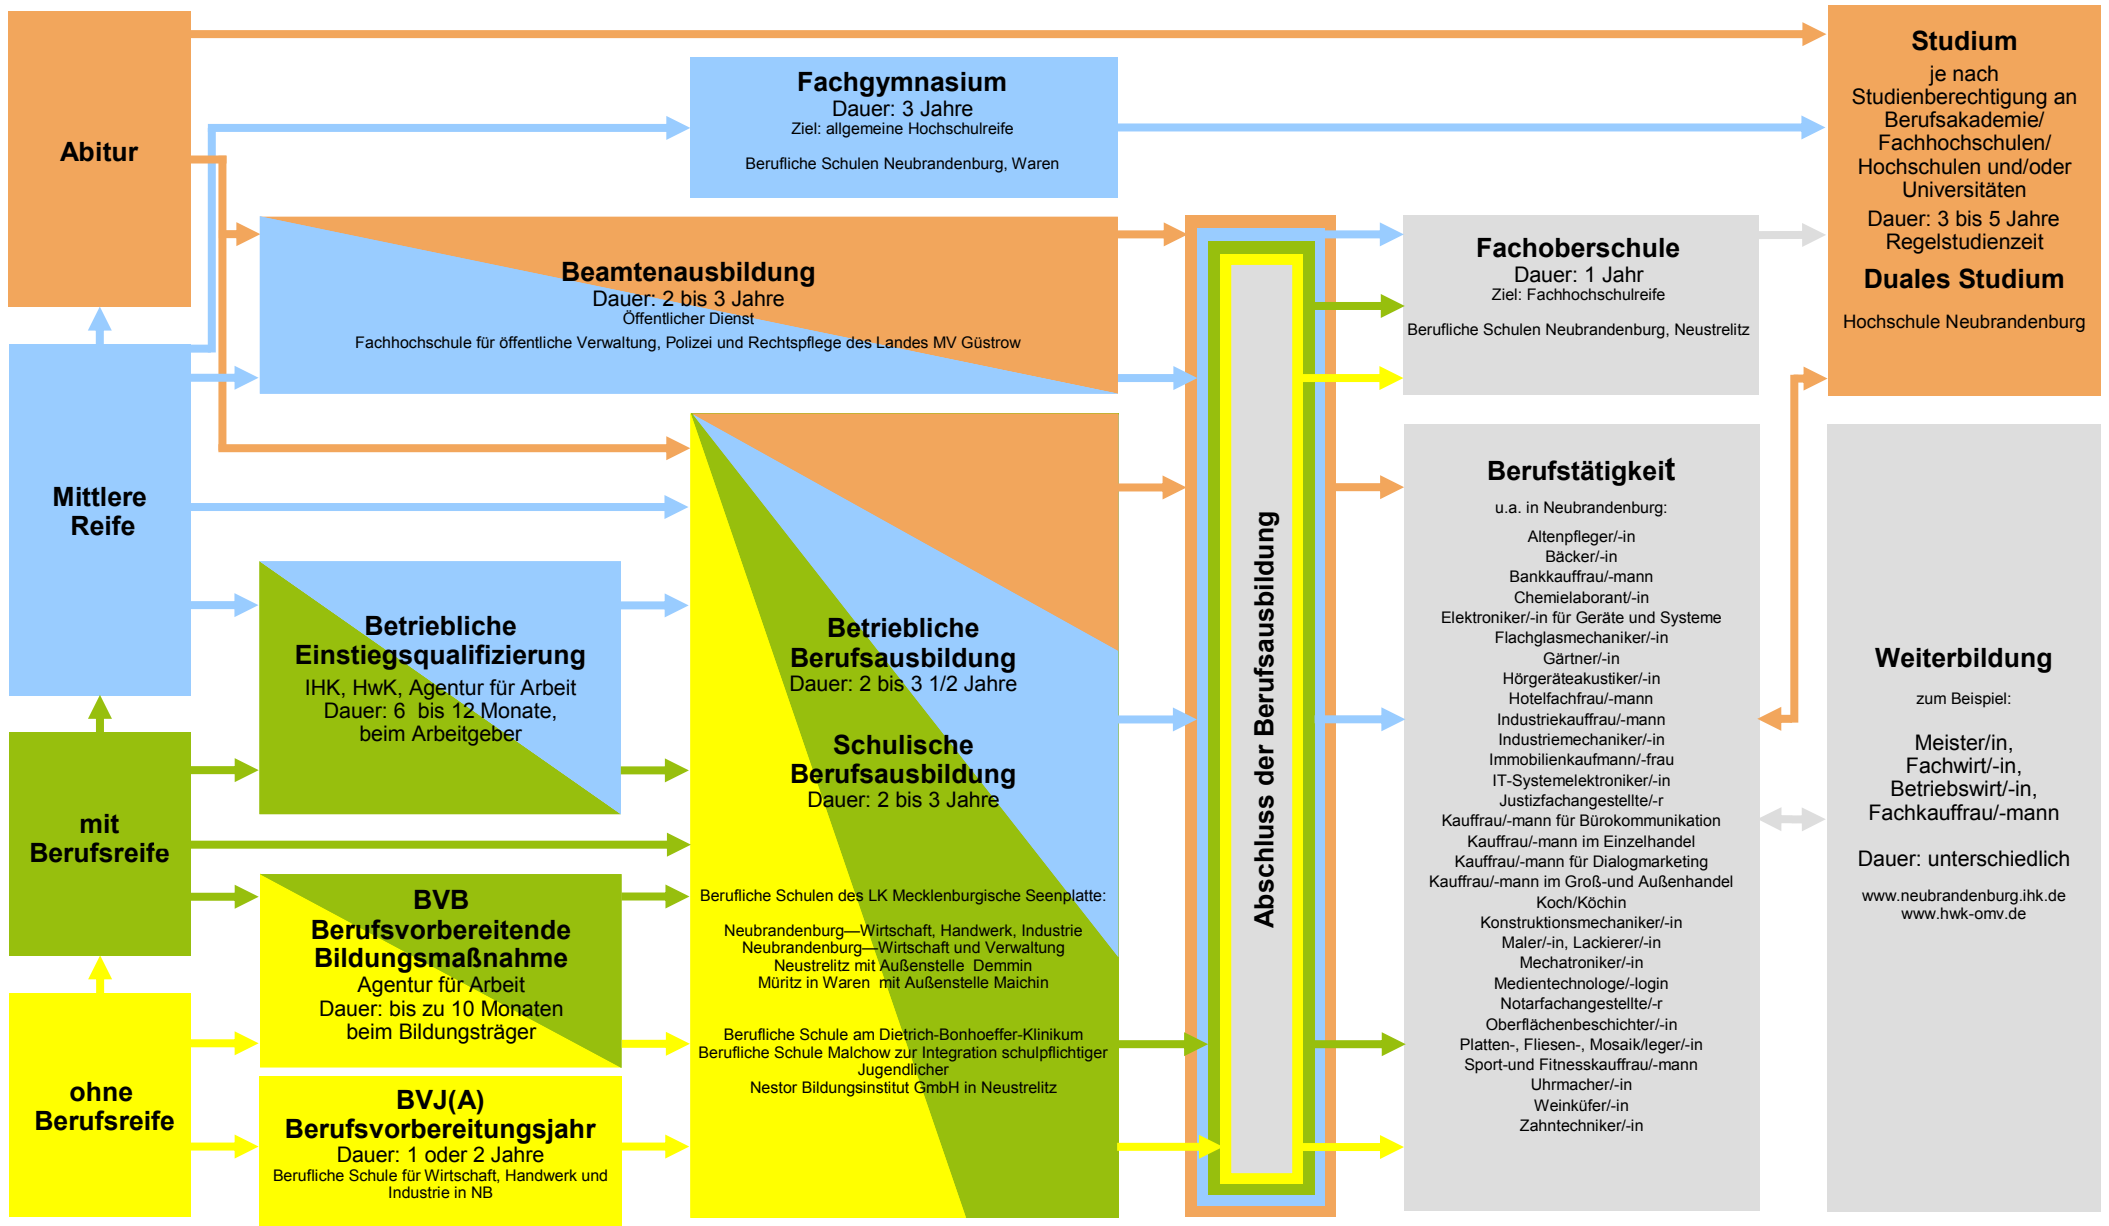 Abitur
Mittlere
Reife
mit
Berufsreife
ohne
Berufsreife
Fachgymnasium
Dauer: 3 Jahre
Ziel: allgemeine Hochschulreife
Berufliche Schulen Neubrandenburg, Waren
Beamtenausbildung
Dauer: 2 bis 3 Jahre
Öffentlicher Dienst
Fachhochschule für öffentliche Verwaltung, Polizei und Rechtspflege des Landes MV Güstrow
Betriebliche
Einstiegsqualifizierung
IHK, HwK, Agentur für Arbeit
Dauer: 6 bis 12 Monate,
beim Arbeitgeber
BVB
Berufsvorbereitende
Bildungsmaßnahme
Agentur für Arbeit
Dauer: bis zu 10 Monaten
beim Bildungsträger
BVJ(A)
Berufsvorbereitungsjahr
Dauer: 1 oder 2 Jahre
Berufliche Schule für Wirtschaft, Handwerk und
Industrie in NB
Betriebliche
Berufsausbildung
Dauer: 2 bis 3 1/2 Jahre
Schulische
Berufsausbildung
Dauer: 2 bis 3 Jahre
Berufliche Schulen des LK Mecklenburgische Seenplatte:
Neubrandenburg—Wirtschaft, Handwerk, Industrie
Neubrandenburg—Wirtschaft und Verwaltung
Neustrelitz mit Außenstelle Demmin
Müritz in Waren mit Außenstelle Maichin
Berufliche Schule am Dietrich-Bonhoeffer-Klinikum
Berufliche Schule Malchow zur Integration schulpflichtiger
Jugendlicher
Nestor Bildungsinstitut GmbH in Neustrelitz
Abschluss der Berufsausbildung
Fachoberschule
Dauer: 1 Jahr
Ziel: Fachhochschulreife
Berufliche Schulen Neubrandenburg, Neustrelitz
Berufstätigkeit
u.a. in Neubrandenburg:
Altenpfleger/-in
Bäcker/-in
Bankkauffrau/-mann
Chemielaborant/-in
Elektroniker/-in für Geräte und Systeme
Flachglasmechaniker/-in
Gärtner/-in
Hörgeräteakustiker/-in
Hotelfachfrau/-mann
Industriekauffrau/-mann
Industriemechaniker/-in
Immobilienkaufmann/-frau
IT-Systemelektroniker/-in
Justizfachangestellte/-r
Kauffrau/-mann für Bürokommunikation
Kauffrau/-mann im Einzelhandel
Kauffrau/-mann für Dialogmarketing
Kauffrau/-mann im Groß-und Außenhandel
Koch/Köchin
Konstruktionsmechaniker/-in
Maler/-in, Lackierer/-in
Mechatroniker/-in
Medientechnologe/-login
Notarfachangestellte/-r
Oberflächenbeschichter/-in
Platten-, Fliesen-, Mosaik/leger/-in
Sport-und Fitnesskauffrau/-mann
Uhrmacher/-in
Weinküfer/-in
Zahntechniker/-in
Studium
je nach
Studienberechtigung an
Berufsakademie/
Fachhochschulen/
Hochschulen und/oder
Universitäten
Dauer: 3 bis 5 Jahre
Regelstudienzeit
Duales Studium
Hochschule Neubrandenburg
Weiterbildung
zum Beispiel:
Meister/in,
Fachwirt/-in,
Betriebswirt/-in,
Fachkauffrau/-mann
Dauer: unterschiedlich
www.neubrandenburg.ihk.de
www.hwk-omv.de